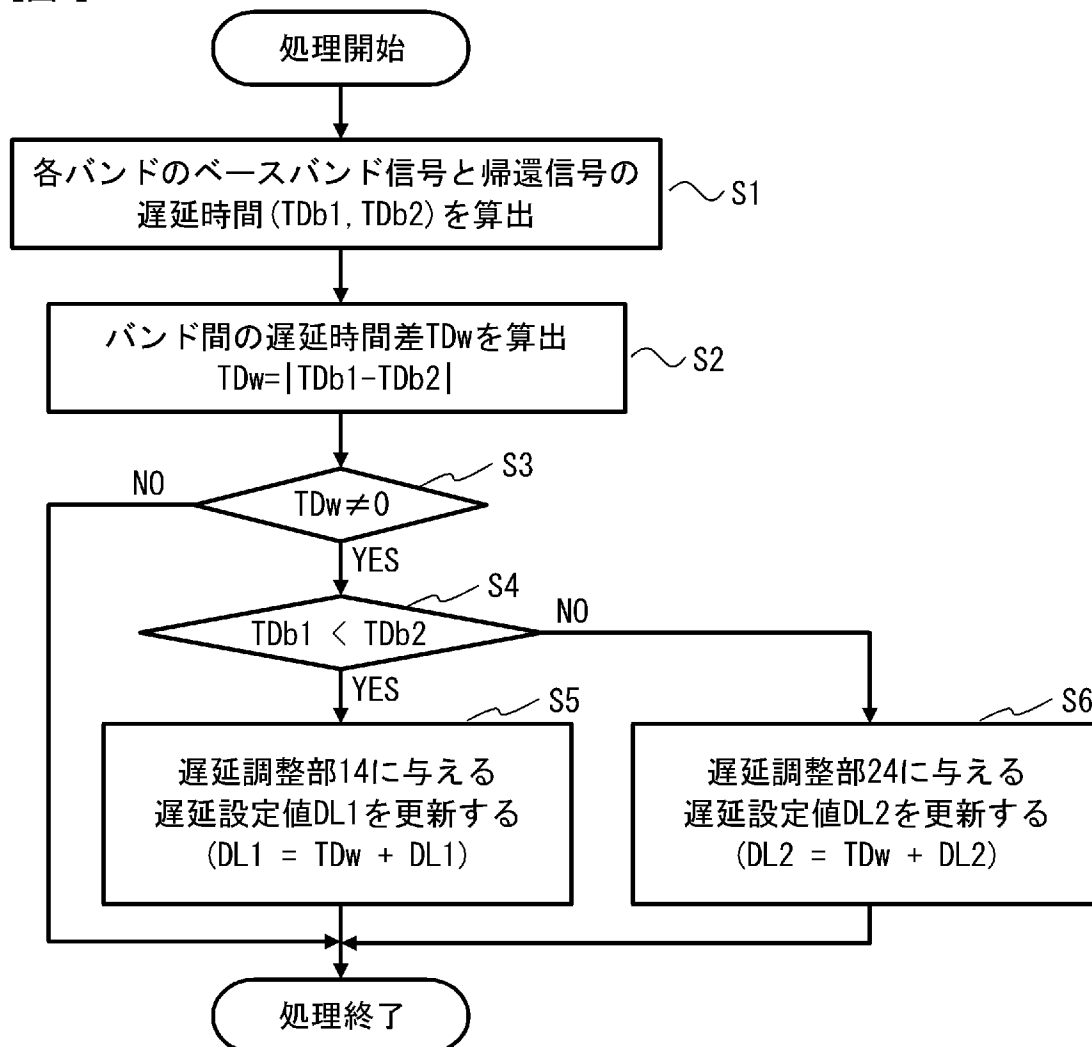 処理開始
各バンドのベースバンド信号と帰還信号の
遅延時間(TDb1,TDb2)を算出
S1
バンド間の遅延時間差TDwを算出
TDw=|TDb1-TDb2|
S2
S3
NO
TDw≠0
YES
S4
TDb1 < TDb2
NO
YES
S5
遅延調整部14に与える
遅延設定値DL1を更新する
(DL1 = TDw + DL1)
S6
遅延調整部24に与える
遅延設定値DL2を更新する
(DL2 = TDw + DL2)
処理終了